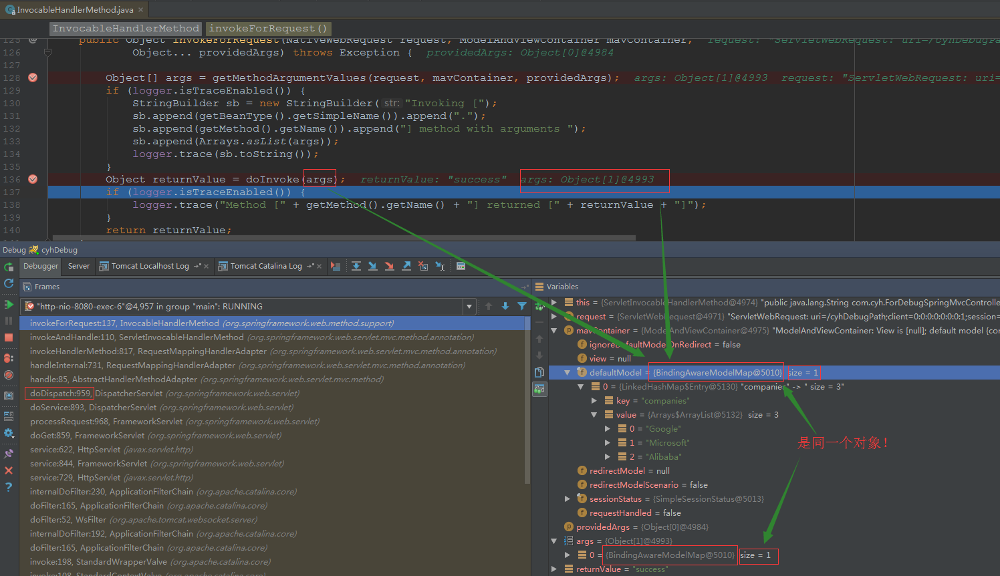 InvocableHandlerMethod.java ×
InvocableHandlerMethod invokeForRequest()
125 @ public Object invokeForRequest(NativeWebRequest request, ModelAndViewContainer mavContainer, request: "ServletWebRequest: uri=/cyhDebugPa
126 Object... providedArgs) throws Exception { providedArgs: Object[0]@4984
127
128 Object[] args = getMethodArgumentValues(request, mavContainer, providedArgs); args: Object[1]@4993 request: "ServletWebRequest: uri=
129 if (logger.isTraceEnabled()) {
130 StringBuilder sb = new StringBuilder( str: "Invoking [");
131 sb.append(getBeanType().getSimpleName()).append(".");
132 sb.append(getMethod().getName()).append("] method with arguments ");
133 sb.append(Arrays.asList(args));
134 logger.trace(sb.toString());
135 }
136 Object returnValue = doInvoke(args); returnValue: "success" args: Object[1]@4993
137 if (logger.isTraceEnabled()) {
138 logger.trace("Method [" + getMethod().getName() + "] returned [" + returnValue + "]");
139 }
140 return returnValue;
Debug cyhDebug
Debugger Server Tomcat Localhost Log Tomcat Catalina Log
Frames
"http-nio-8080-exec-6"@4,957 in group "main": RUNNING
invokeForRequest:137, InvocableHandlerMethod (org.springframework.web.method.support)
invokeAndHandle:110, ServletInvocableHandlerMethod (org.springframework.web.servlet.mvc.method.annotation)
invokeHandlerMethod:817, RequestMappingHandlerAdapter (org.springframework.web.servlet.mvc.method.annotation)
handleInternal:731, RequestMappingHandlerAdapter (org.springframework.web.servlet.mvc.method.annotation)
handle:85, AbstractHandlerMethodAdapter (org.springframework.web.servlet.mvc.method)
doDispatch:959, DispatcherServlet (org.springframework.web.servlet)
doService:893, DispatcherServlet (org.springframework.web.servlet)
processRequest:968, FrameworkServlet (org.springframework.web.servlet)
doGet:859, FrameworkServlet (org.springframework.web.servlet)
service:622, HttpServlet (javax.servlet.http)
service:844, FrameworkServlet (org.springframework.web.servlet)
service:729, HttpServlet (javax.servlet.http)
internalDoFilter:230, ApplicationFilterChain (org.apache.catalina.core)
doFilter:165, ApplicationFilterChain (org.apache.catalina.core)
doFilter:52, WsFilter (org.apache.tomcat.websocket.server)
internalDoFilter:192, ApplicationFilterChain (org.apache.catalina.core)
doFilter:165, ApplicationFilterChain (org.apache.catalina.core)
invoke:198, StandardWrapperValve (org.apache.catalina.core)
invoke:108, StandardContextValve (org.apache.catalina.core)
Variables
this = {ServletInvocableHandlerMethod@4974} "public java.lang.String com.cyh.ForDebugSpringMvcControlle
request = {ServletWebRequest@4971} "ServletWebRequest: uri=/cyhDebugPath;client=0:0:0:0:0:0:0:1;session=
mavContainer = {ModelAndViewContainer@4975} "ModelAndViewContainer: View is [null]; default model {con
ignoreDefaultModelOnRedirect = false
view = null
defaultModel = {BindingAwareModelMap@5010} size = 1
0 = {LinkedHashMap$Entry@5130} "companies" -> " size = 3"
key = "companies"
value = {Arrays$ArrayList@5132} size = 3
0 = "Google"
1 = "Microsoft"
2 = "Alibaba"
是同一个对象！
redirectModel = null
redirectModelScenario = false
sessionStatus = {SimpleSessionStatus@5013}
requestHandled = false
providedArgs = {Object[0]@4984}
args = {Object[1]@4993}
0 = {BindingAwareModelMap@5010} size = 1
returnValue = "success"